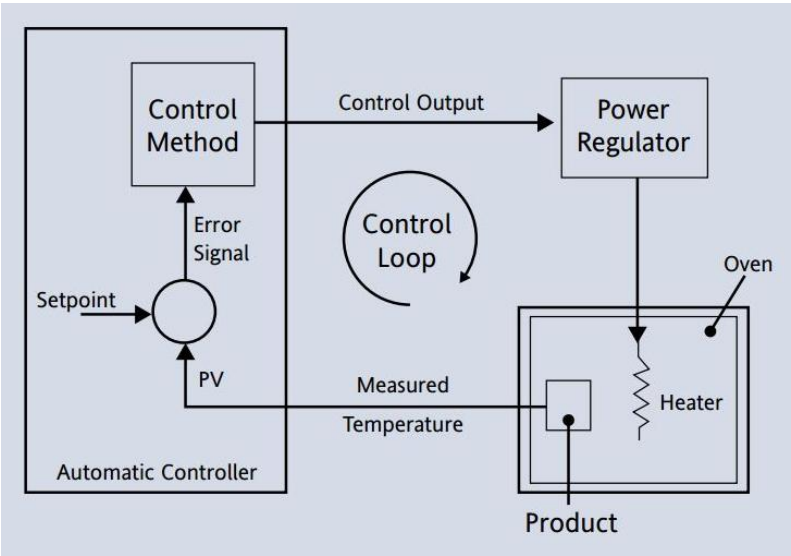 Control
Method
Control Output
Power
Regulator
Error
Signal
Control
Loop
Setpoint
Oven
PV
Measured
Temperature
Heater
Automatic Controller
Product